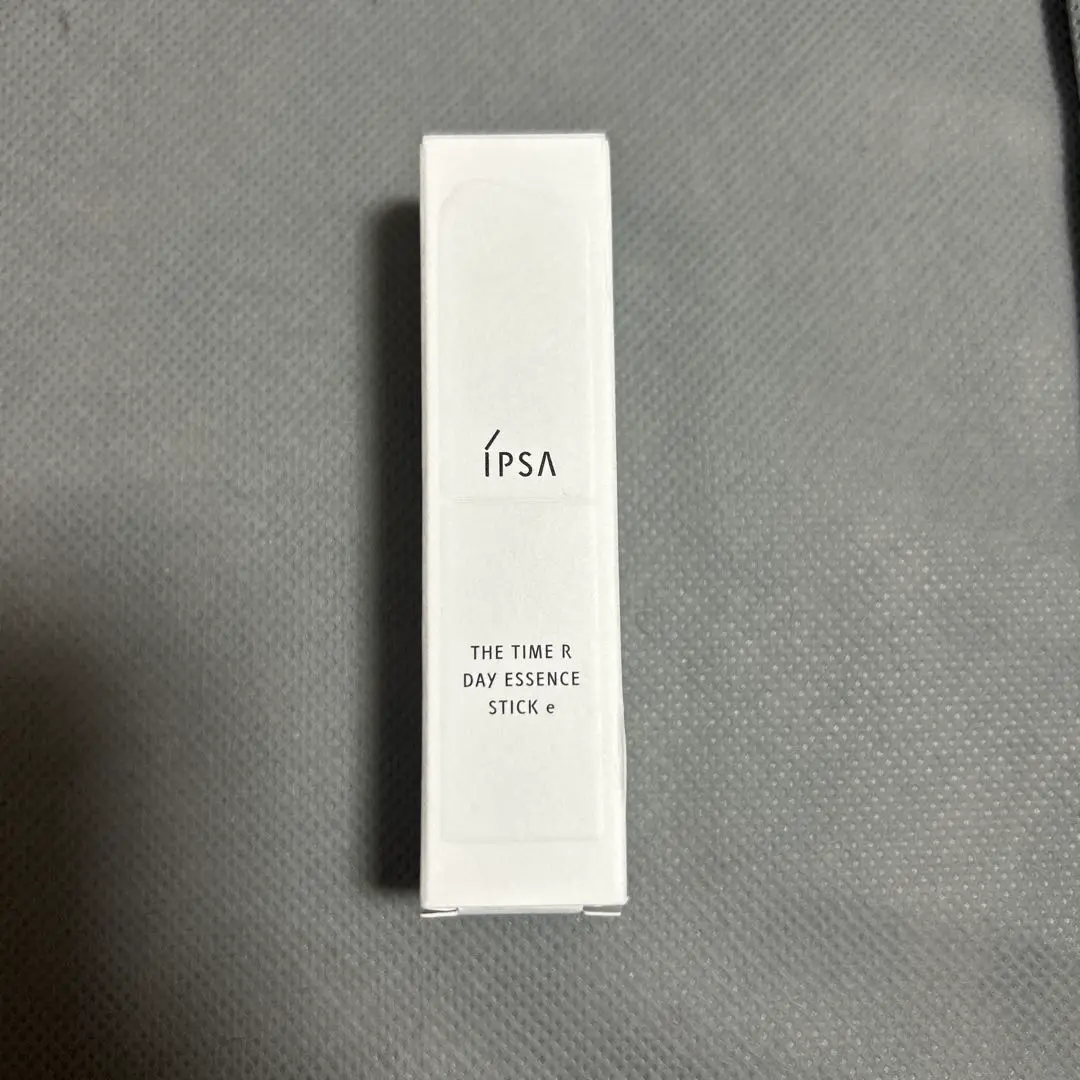 íPSA
THE TIME R
DAY ESSENCE
STICK e